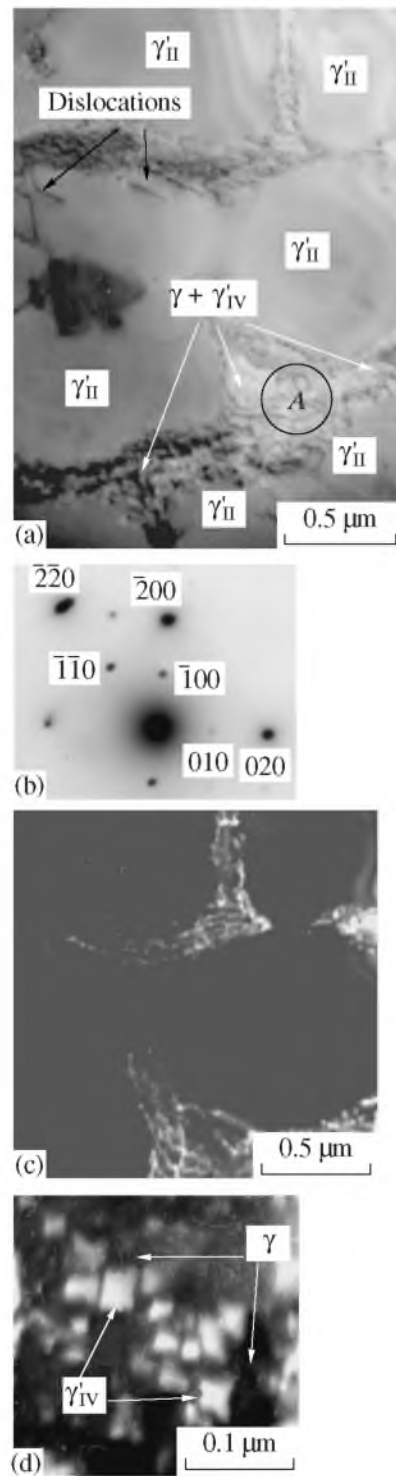 γ′II
γ′II
Dislocations
γ′II
γ + γ′IV
γ′II
A
γ′II
γ′II
0.5 μm
(a)
2̄2̄0
2̄00
1̄1̄0
1̄00
010
020
(b)
0.5 μm
(c)
γ
γ′IV
0.1 μm
(d)